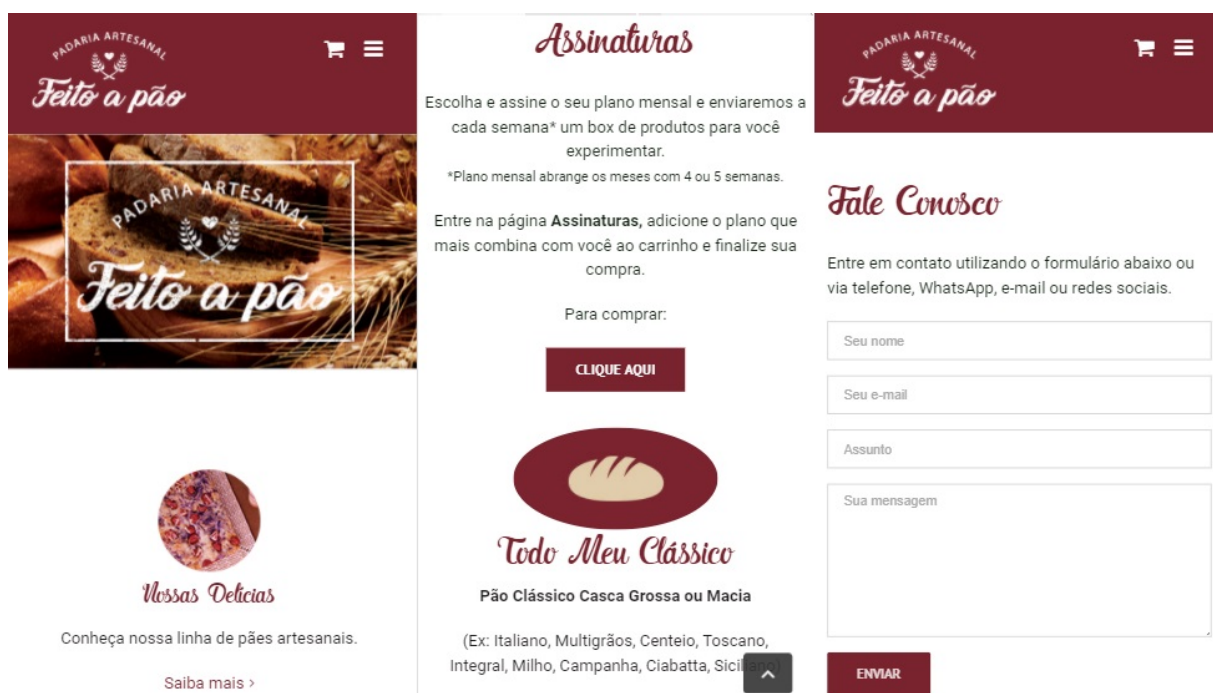 PADARIA ARTESANAL
Feito a pão
PADARIA ARTESANAL
Feito a pão
Nossas Delícias
Conheça nossa linha de pães artesanais.
Saiba mais >
Assinaturas
Escolha e assine o seu plano mensal e enviaremos a
cada semana* um box de produtos para você
experimentar.
*Plano mensal abrange os meses com 4 ou 5 semanas.
Entre na página Assinaturas, adicione o plano que
mais combina com você ao carrinho e finalize sua
compra.
Para comprar:
CLIQUE AQUI
Todo Meu Clássico
Pão Clássico Casca Grossa ou Macia
(Ex: Italiano, Multigrãos, Centeio, Toscano,
Integral, Milho, Campanha, Ciabatta, Siciliano)
PADARIA ARTESANAL
Feito a pão
Fale Conosco
Entre em contato utilizando o formulário abaixo ou
via telefone, WhatsApp, e-mail ou redes sociais.
Seu nome
Seu e-mail
Assunto
Sua mensagem
ENVIAR